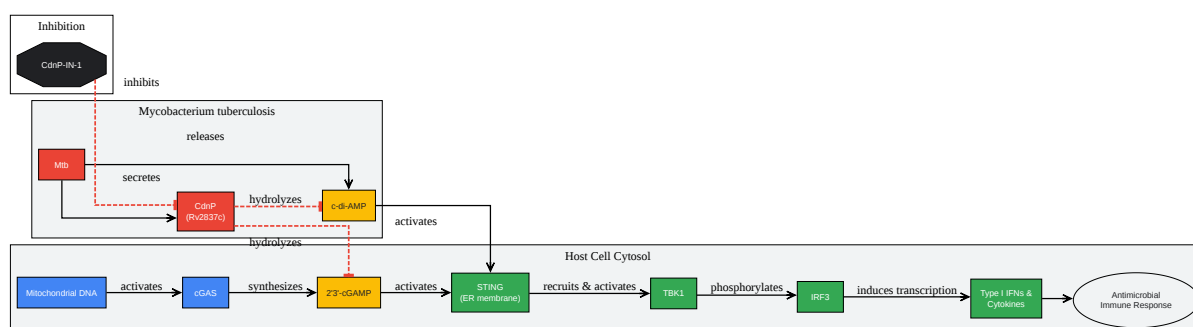 Inhibition
CdnP-IN-1
inhibits
Mycobacterium tuberculosis
releases
Mtb
secretes
CdnP
(Rv2837c)
hydrolyzes
c-di-AMP
activates
hydrolyzes
Host Cell Cytosol
Mitochondrial DNA
activates
cGAS
synthesizes
2'3'-cGAMP
activates
STING
(ER membrane)
recruits & activates
TBK1
phosphorylates
IRF3
induces transcription
Type I IFNs &
Cytokines
Antimicrobial
Immune Response